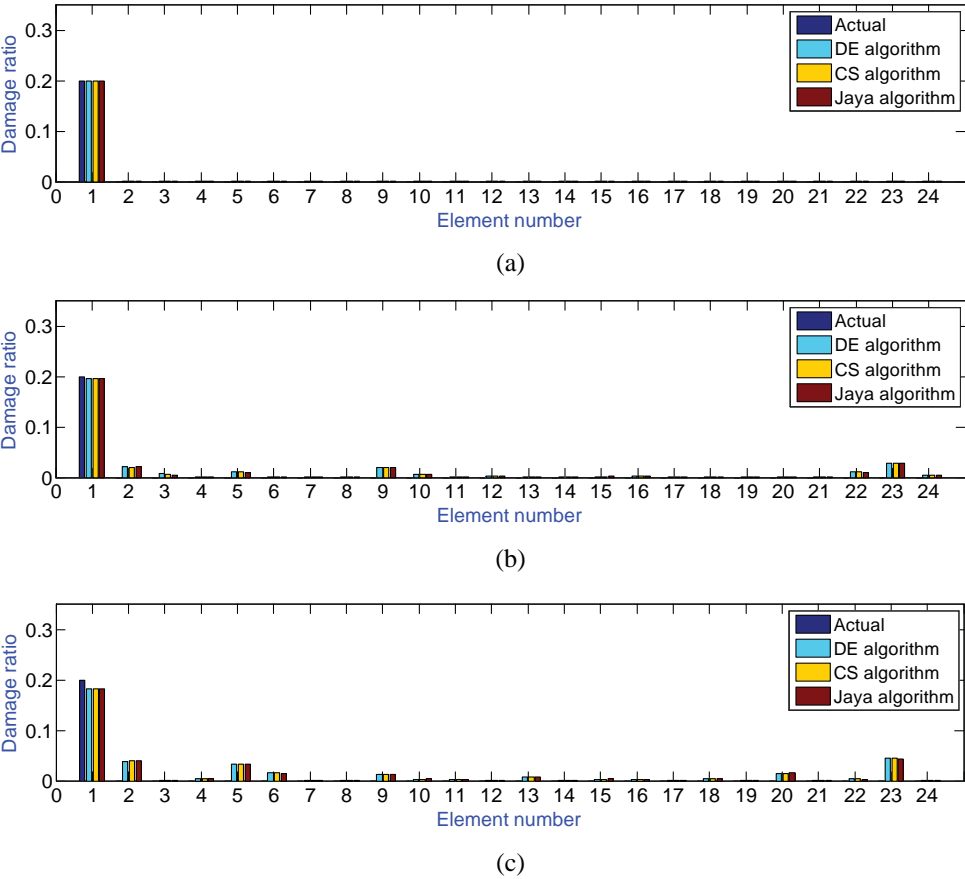 Damage ratio
0.3
0.2
0.1
0
Actual
DE algorithm
CS algorithm
Jaya algorithm
0 1 2 3 4 5 6 7 8 9 10 11 12 13 14 15 16 17 18 19 20 21 22 23 24
Element number
(a)
Damage ratio
0.3
0.2
0.1
0
Actual
DE algorithm
CS algorithm
Jaya algorithm
0 1 2 3 4 5 6 7 8 9 10 11 12 13 14 15 16 17 18 19 20 21 22 23 24
Element number
(b)
Damage ratio
0.3
0.2
0.1
0
Actual
DE algorithm
CS algorithm
Jaya algorithm
0 1 2 3 4 5 6 7 8 9 10 11 12 13 14 15 16 17 18 19 20 21 22 23 24
Element number
(c)